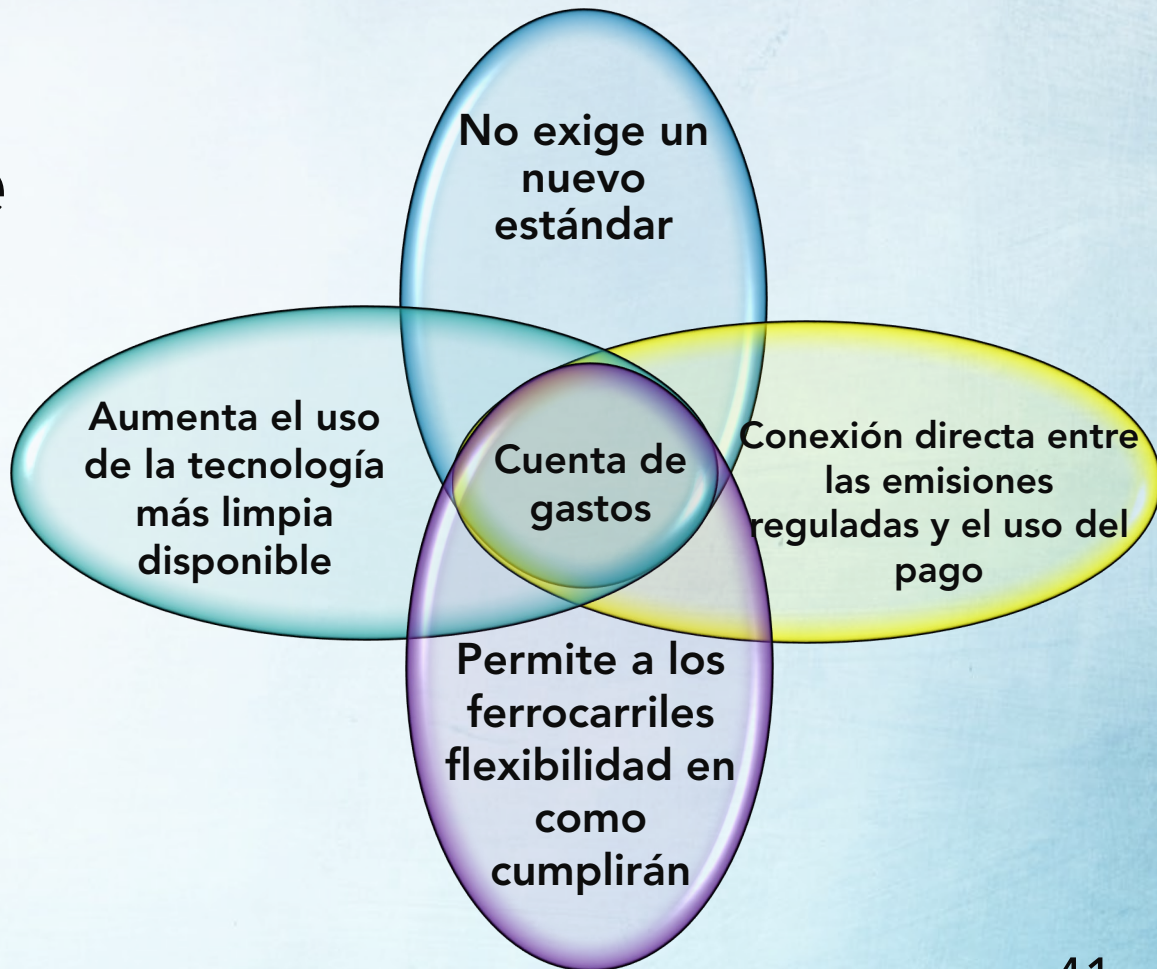 No exige un
nuevo
estándar
Aumenta el uso
de la tecnología
más limpia
disponible
Cuenta de
gastos
Conexión directa entre
las emisiones
reguladas y el uso del
pago
Permite a los
ferrocarriles
flexibilidad en
como
cumplirán